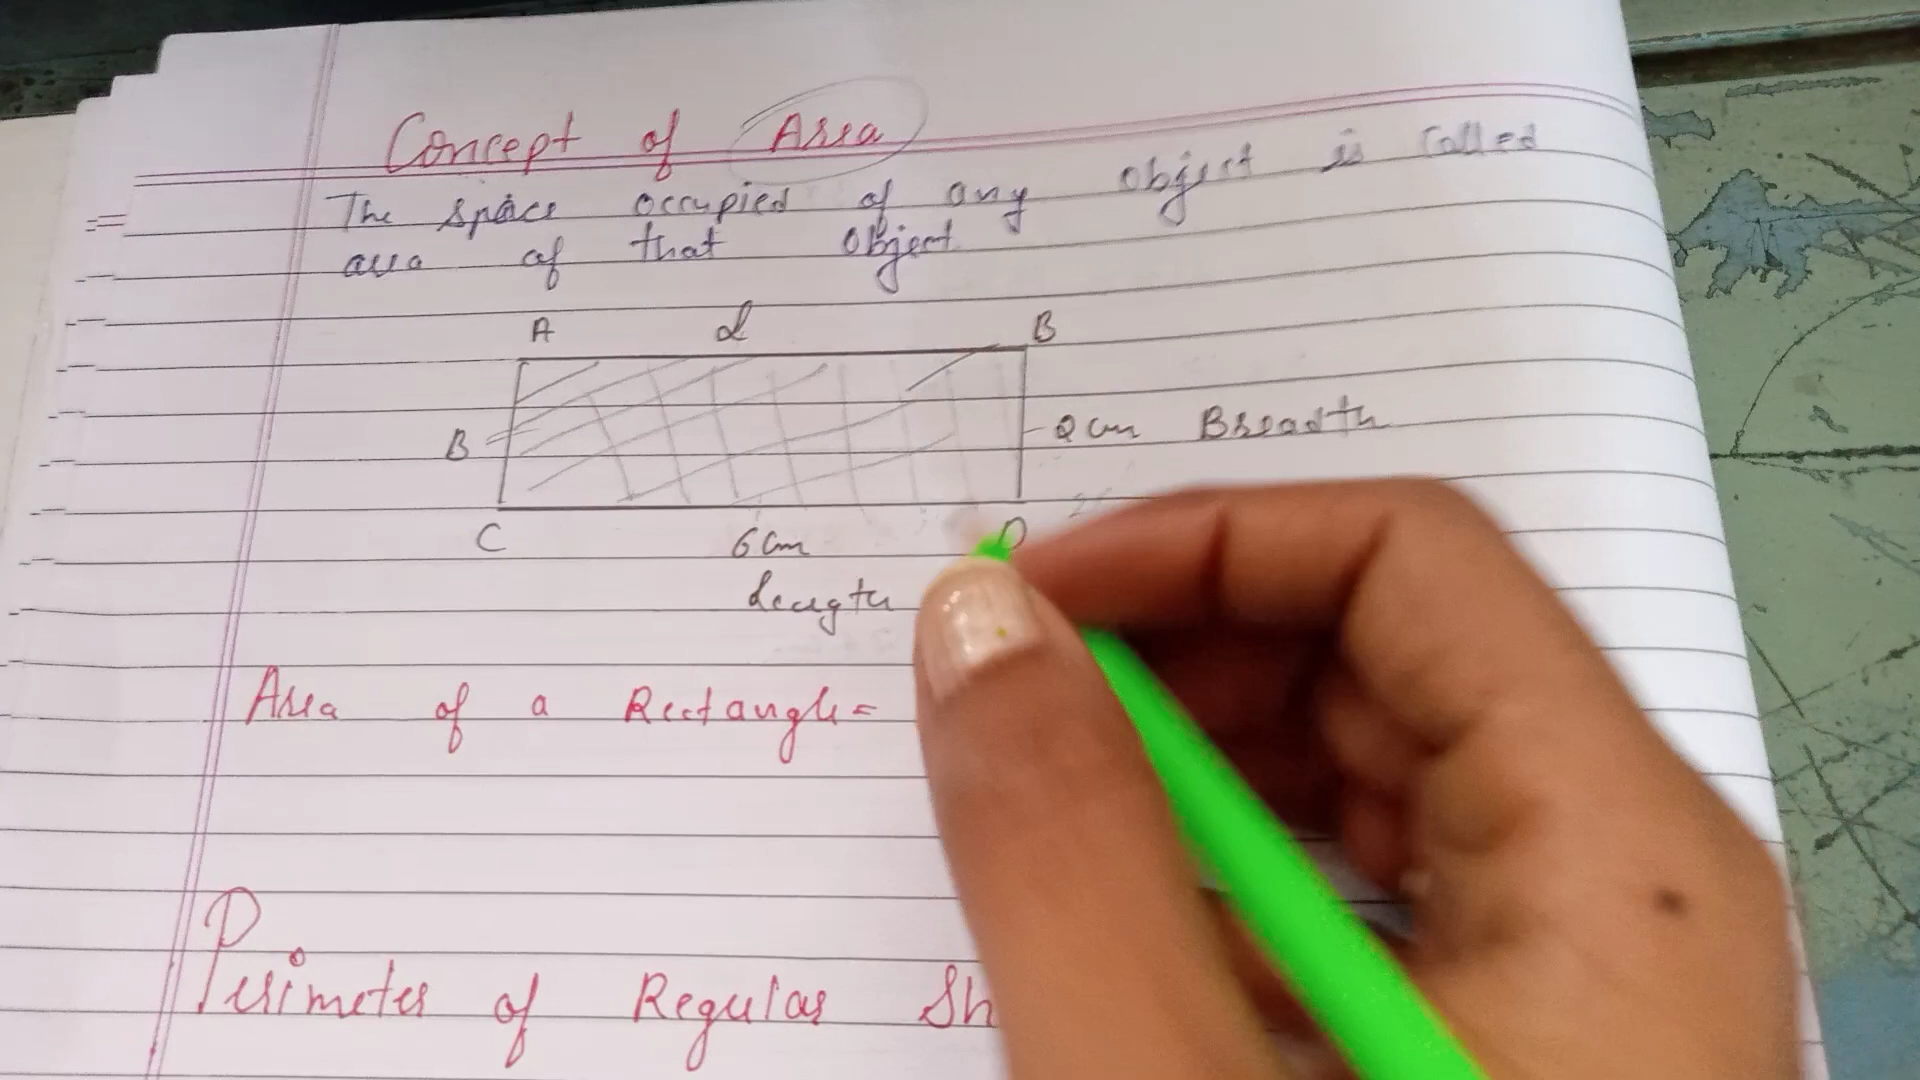 Concept of Area
The space occupied of any object is called
area of that object
A l B
B 2cm Breadth
C 6cm D
Length
Area of a Rectangle =
P
Perimeter of Regular Sh